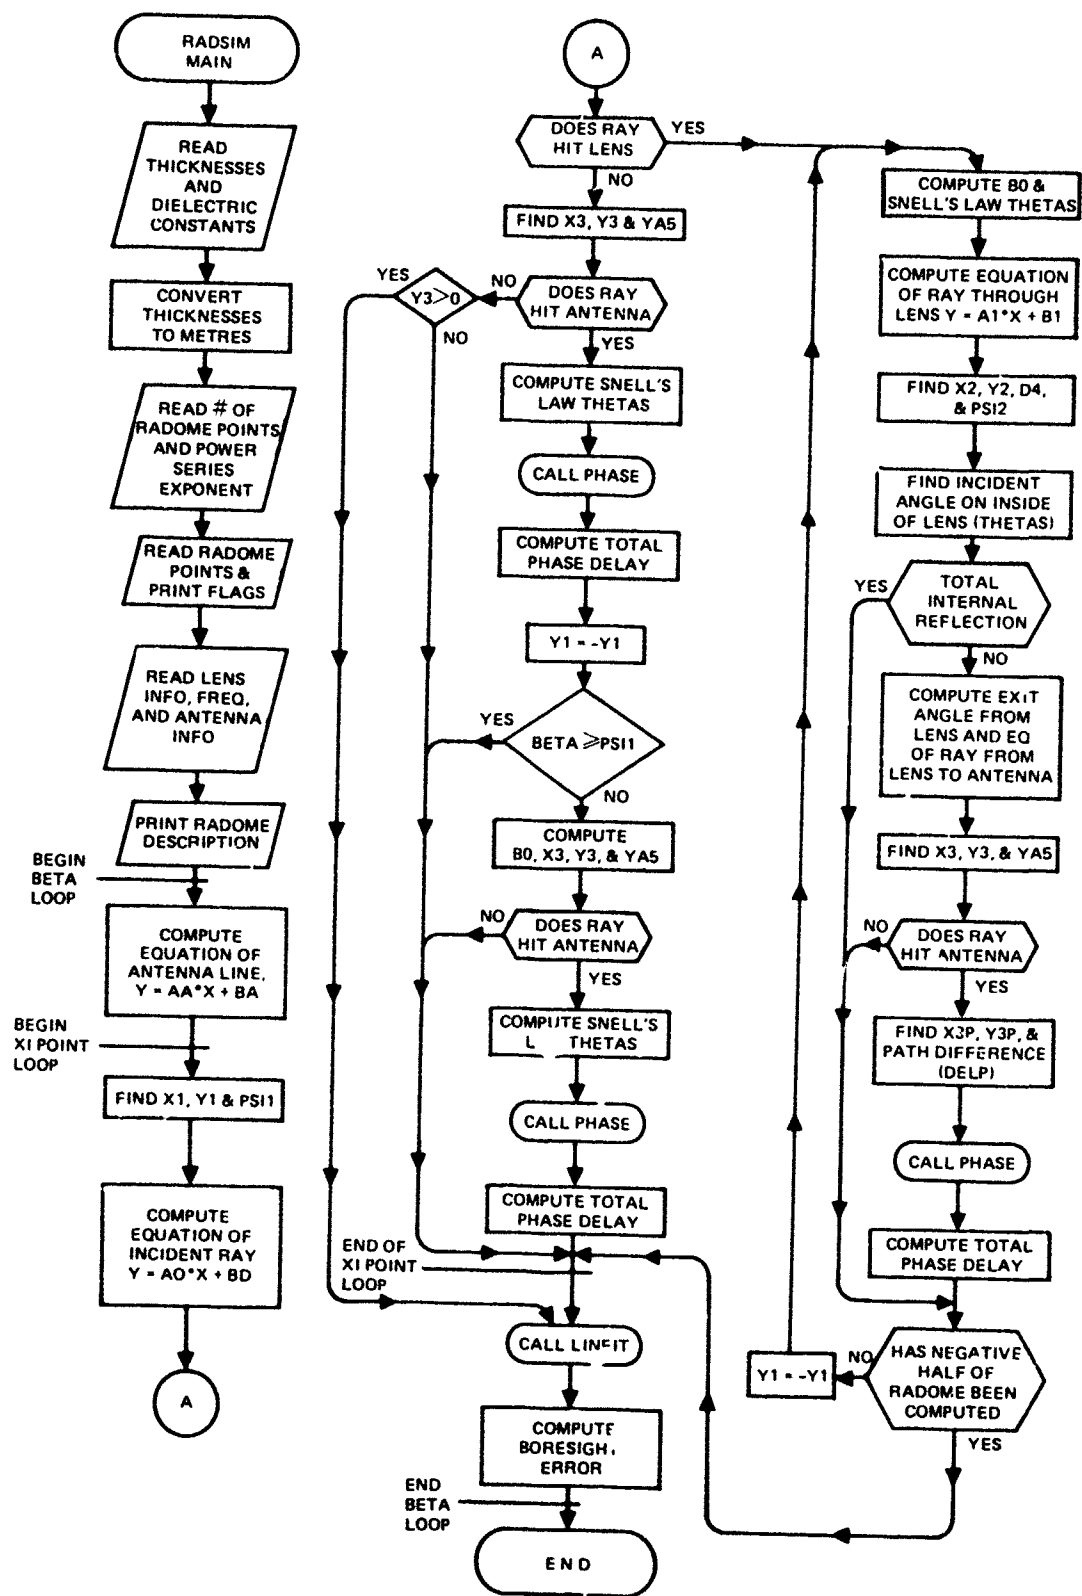 RADSIM
MAIN
READ
THICKNESSES
AND
DIELECTRIC
CONSTANTS
CONVERT
THICKNESSES
TO METRES
READ # OF
RADOME POINTS
AND POWER
SERIES
EXPONENT
READ RADOME
POINTS &
PRINT FLAGS
READ LENS
INFO, FREQ,
AND ANTENNA
INFO
PRINT RADOME
DESCRIPTION
BEGIN
BETA
LOOP
COMPUTE
EQUATION OF
ANTENNA LINE,
Y = AA*X + BA
BEGIN
XI POINT
LOOP
FIND X1, Y1 & PSI1
COMPUTE
EQUATION OF
INCIDENT RAY
Y = AO*X + BD
A
A
DOES RAY
HIT LENS
YES
NO
FIND X3, Y3 & YA5
DOES RAY
HIT ANTENNA
NO
Y3>0
YES
NO
YES
COMPUTE SNELL'S
LAW THETAS
CALL PHASE
COMPUTE TOTAL
PHASE DELAY
Y1 = -Y1
BETA ≥PSI1
YES
NO
COMPUTE
B0, X3, Y3, & YA5
DOES RAY
HIT ANTENNA
NO
YES
COMPUTE SNELL'S
L THETAS
CALL PHASE
COMPUTE TOTAL
PHASE DELAY
END OF
XI POINT
LOOP
CALL LINFIT
COMPUTE
BORESIGH
ERROR
END
BETA
LOOP
END
COMPUTE B0 &
SNELL'S LAW THETAS
COMPUTE EQUATION
OF RAY THROUGH
LENS Y = A1*X + B1
FIND X2, Y2, D4,
& PSI2
FIND INCIDENT
ANGLE ON INSIDE
OF LENS (THETAS)
TOTAL
INTERNAL
REFLECTION
YES
NO
COMPUTE EXIT
ANGLE FROM
LENS AND EQ
OF RAY FROM
LENS TO ANTENNA
FIND X3, Y3, & YA5
DOES RAY
HIT ANTENNA
NO
YES
FIND X3P, Y3P, &
PATH DIFFERENCE
(DELP)
CALL PHASE
COMPUTE TOTAL
PHASE DELAY
HAS NEGATIVE
HALF OF
RADOME BEEN
COMPUTED
NO
Y1 = -Y1
YES